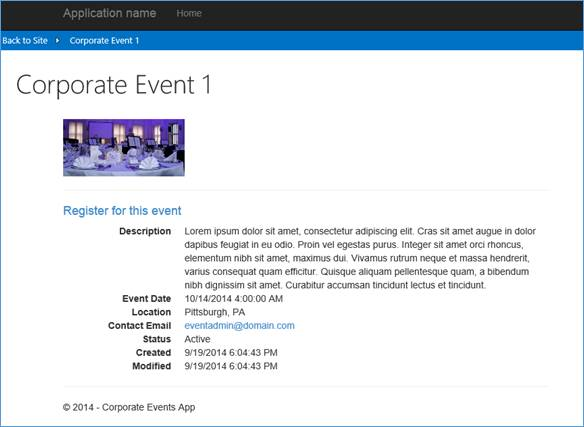 Application name Home
Back to Site Corporate Event 1
Corporate Event 1
Register for this event
Description Lorem ipsum dolor sit amet, consectetur adipiscing elit. Cras sit amet augue in dolor
dapibus feugiat in eu odio. Proin vel egestas purus. Integer sit amet orci rhoncus,
elementum nibh sit amet, maximus dui. Vivamus rutrum neque et massa hendrerit,
varius consequat quam efficitur. Quisque aliquam pellentesque quam, a bibendum
nibh dignissim sit amet. Curabitur accumsan tincidunt lectus et tincidunt.
Event Date 10/14/2014 4:00:00 AM
Location Pittsburgh, PA
Contact Email eventadmin@domain.com
Status Active
Created 9/19/2014 6:04:43 PM
Modified 9/19/2014 6:04:43 PM
© 2014 - Corporate Events App